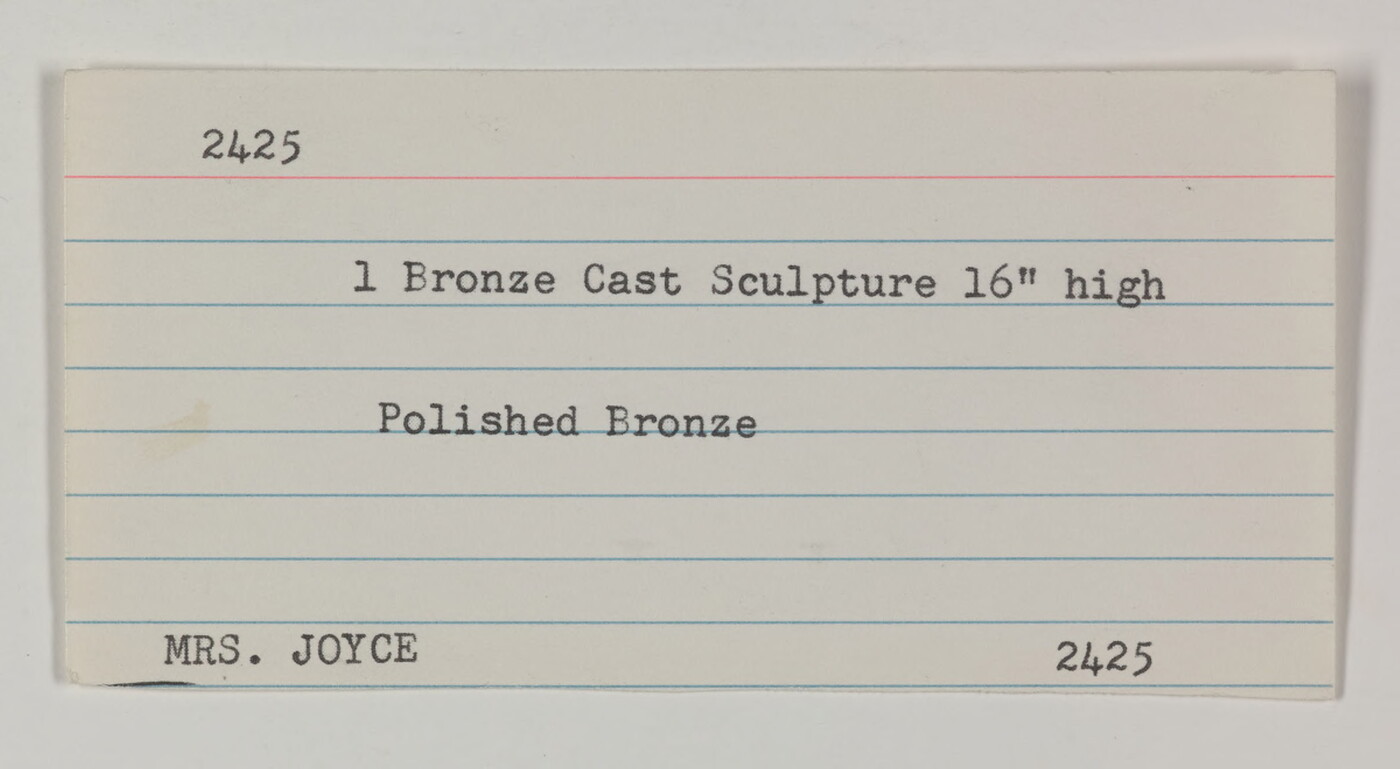 2425
1 Bronze Cast Sculpture 16" high
Polished Bronze
MRS. JOYCE 2425